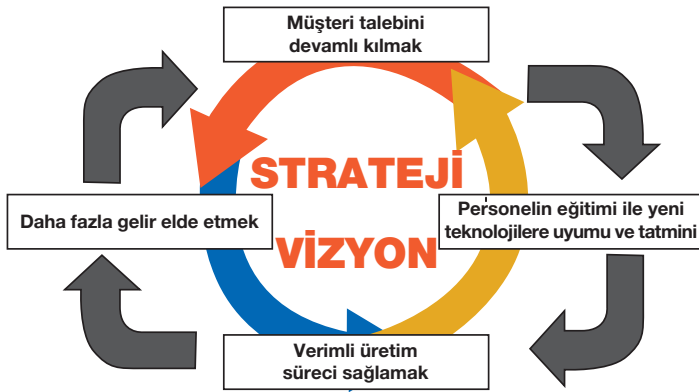 Müşteri talebini
devamlı kılmak
STRATEJİ
Daha fazla gelir elde etmek
Personelin eğitimi ile yeni
teknolojilere uyumu ve tatmini
VİZYON
Verimli üretim
süreci sağlamak